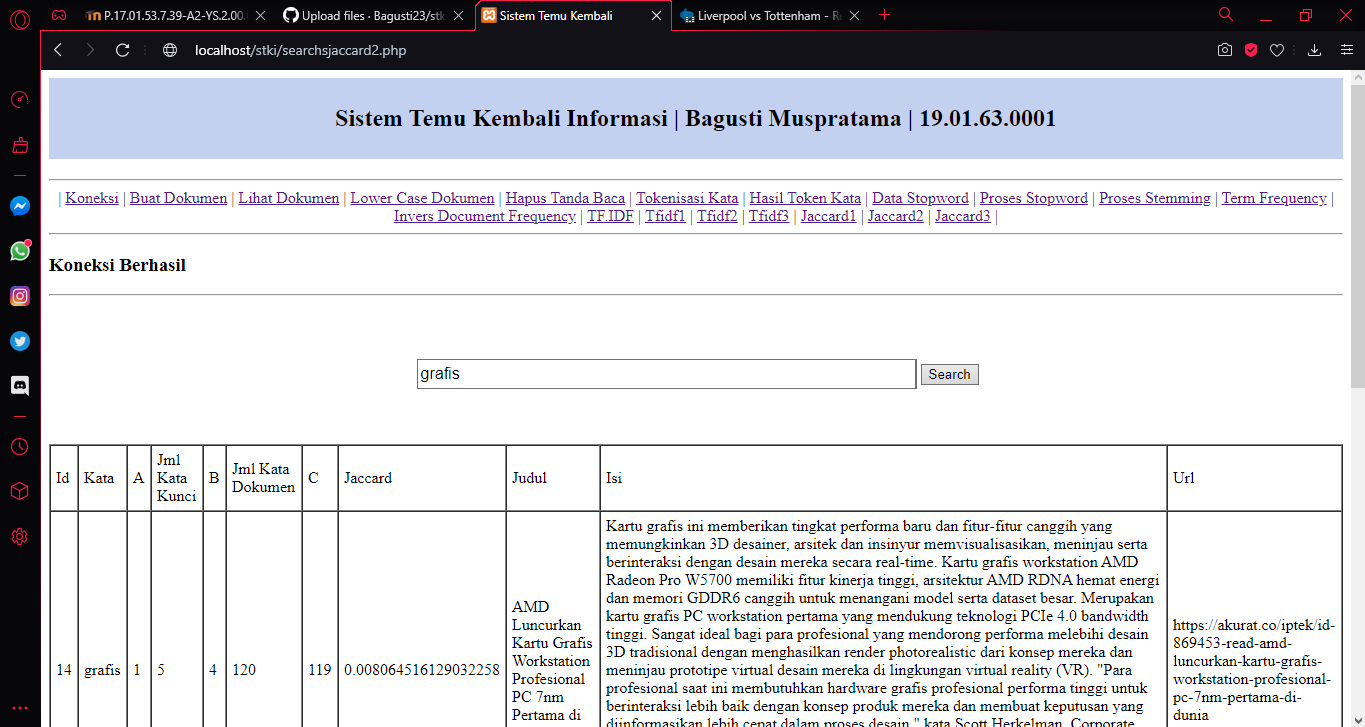 P.17.01.53.7.39-A2-YS.2.00.
Upload files · Bagusti23/stk
Sistem Temu Kembali
Liverpool vs Tottenham - R
localhost/stki/searchsjaccard2.php
Sistem Temu Kembali Informasi | Bagusti Muspratama | 19.01.63.0001
| Koneksi | Buat Dokumen | Lihat Dokumen | Lower Case Dokumen | Hapus Tanda Baca | Tokenisasi Kata | Hasil Token Kata | Data Stopword | Proses Stopword | Proses Stemming | Term Frequency |
Invers Document Frequency | TF.IDF | Tfidf1 | Tfidf2 | Tfidf3 | Jaccard1 | Jaccard2 | Jaccard3 |
Koneksi Berhasil
grafis
Search
Id
Kata
A
Jml
Kata
Kunci
B
Jml Kata
Dokumen
C
Jaccard
Judul
Isi
Url
14
grafis
1
5
4
120
119
0.008064516129032258
AMD
Luncurkan
Kartu Grafis
Workstation
Profesional
PC 7nm
Pertama di
Kartu grafis ini memberikan tingkat performa baru dan fitur-fitur canggih yang
memungkinkan 3D desainer, arsitek dan insinyur memvisualisasikan, meninjau serta
berinteraksi dengan desain mereka secara real-time. Kartu grafis workstation AMD
Radeon Pro W5700 memiliki fitur kinerja tinggi, arsitektur AMD RDNA hemat energi
dan memori GDDR6 canggih untuk menangani model serta dataset besar. Merupakan
kartu grafis PC workstation pertama yang mendukung teknologi PCIe 4.0 bandwidth
tinggi. Sangat ideal bagi para profesional yang mendorong performa melebihi desain
3D tradisional dengan menghasilkan render photorealistic dari konsep mereka dan
meninjau prototipe virtual desain mereka di lingkungan virtual reality (VR). "Para
profesional saat ini membutuhkan hardware grafis profesional performa tinggi untuk
berinteraksi lebih baik dengan konsep produk mereka dan membuat keputusan yang
diinformasikan lebih cepat dalam proses desain," kata Scott Herkelman, Corporate
https://akurat.co/iptek/id-
869453-read-amd-
luncurkan-kartu-grafis-
workstation-profesional-
pc-7nm-pertama-di-
dunia